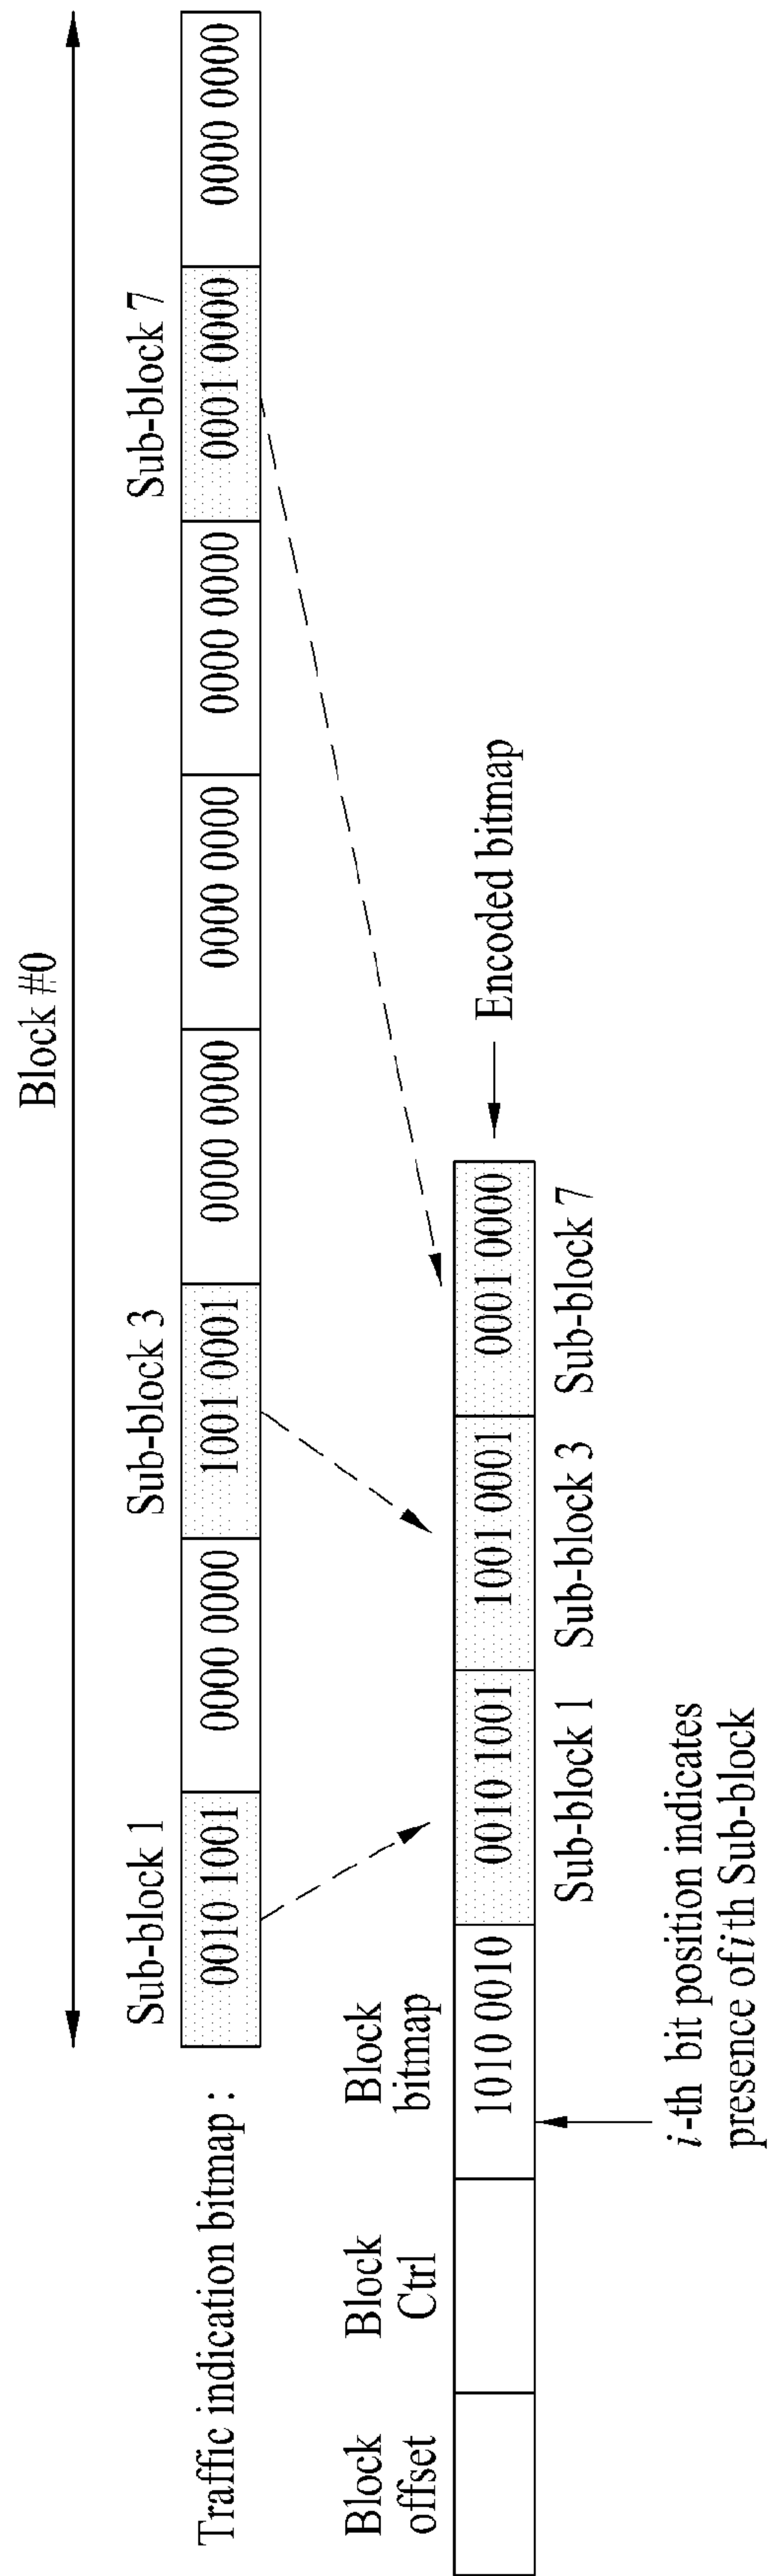 Block #0
Sub-block 1 Sub-block 3 Sub-block 7
Traffic indication bitmap : 0010 1001 0000 0000 1001 0001 0000 0000 0000 0000 0000 0000 0001 0000 0000 0000
Block offset
Block Ctrl
Block bitmap
1010 0010 0010 1001 1001 0001 0001 0000 Encoded bitmap
Sub-block 1 Sub-block 3 Sub-block 7
i-th bit position indicates
presence of ith Sub-block